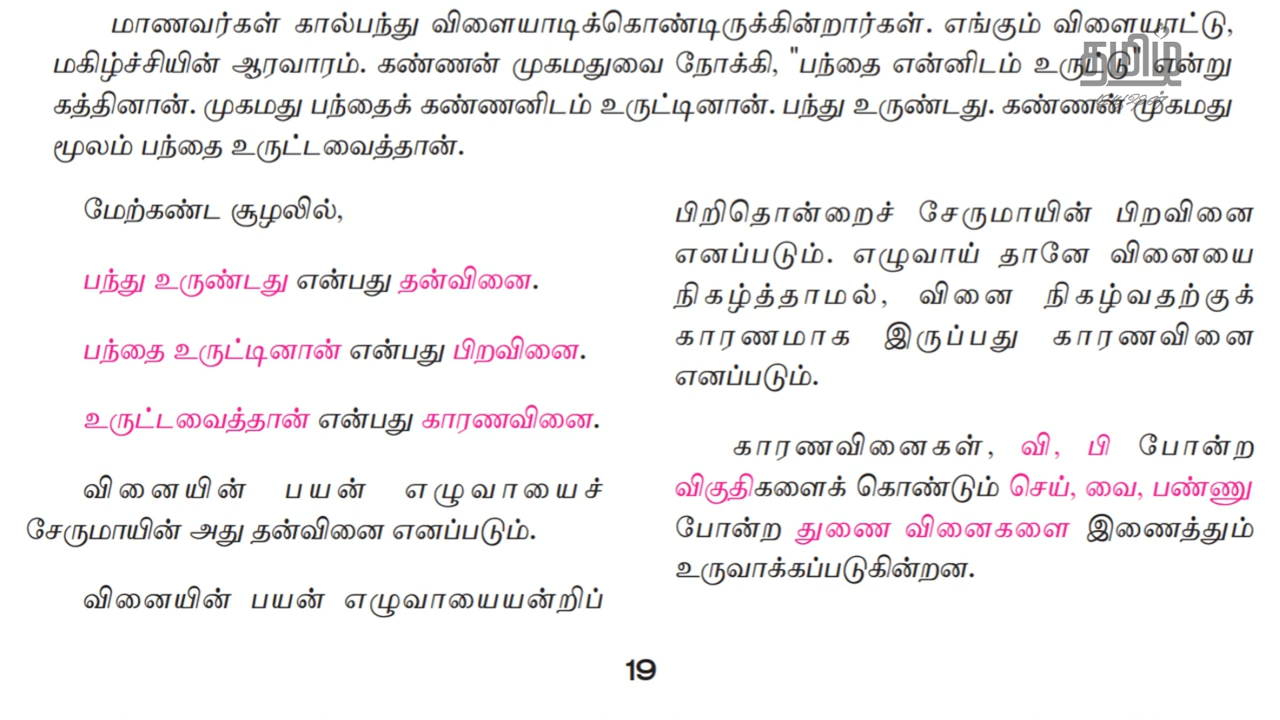 மாணவர்கள் கால்பந்து விளையாடிக்கொண்டிருக்கின்றார்கள். எங்கும் விளையாட்டு,
மகிழ்ச்சியின் ஆரவாரம். கண்ணன் முகமதுவை நோக்கி, "பந்தை என்னிடம் உருட்டு" என்று
கத்தினான். முகமது பந்தைக் கண்ணனிடம் உருட்டினான். பந்து உருண்டது. கண்ணன் முகமது
மூலம் பந்தை உருட்டவைத்தான்.
தமிழ்
மேற்கண்ட சூழலில்,
பந்து உருண்டது என்பது தன்வினை.
பந்தை உருட்டினான் என்பது பிறவினை.
உருட்டவைத்தான் என்பது காரணவினை.
வினையின் பயன் எழுவாயைச்
சேருமாயின் அது தன்வினை எனப்படும்.
வினையின் பயன் எழுவாயையன்றிப்
பிறிதொன்றைச் சேருமாயின் பிறவினை
எனப்படும். எழுவாய் தானே வினையை
நிகழ்த்தாமல், வினை நிகழ்வதற்குக்
காரணமாக இருப்பது காரணவினை
எனப்படும்.
காரணவினைகள், வி, பி போன்ற
விகுதிகளைக் கொண்டும் செய், வை, பண்ணு
போன்ற துணை வினைகளை இணைத்தும்
உருவாக்கப்படுகின்றன.
19